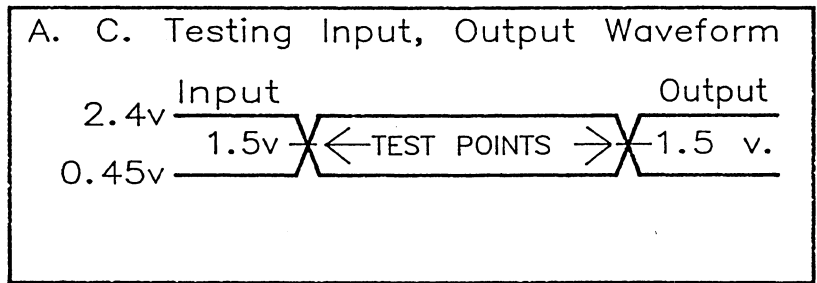 A. C. Testing Input, Output Waveform
Input Output
2.4v
1.5v TEST POINTS 1.5 v.
0.45v